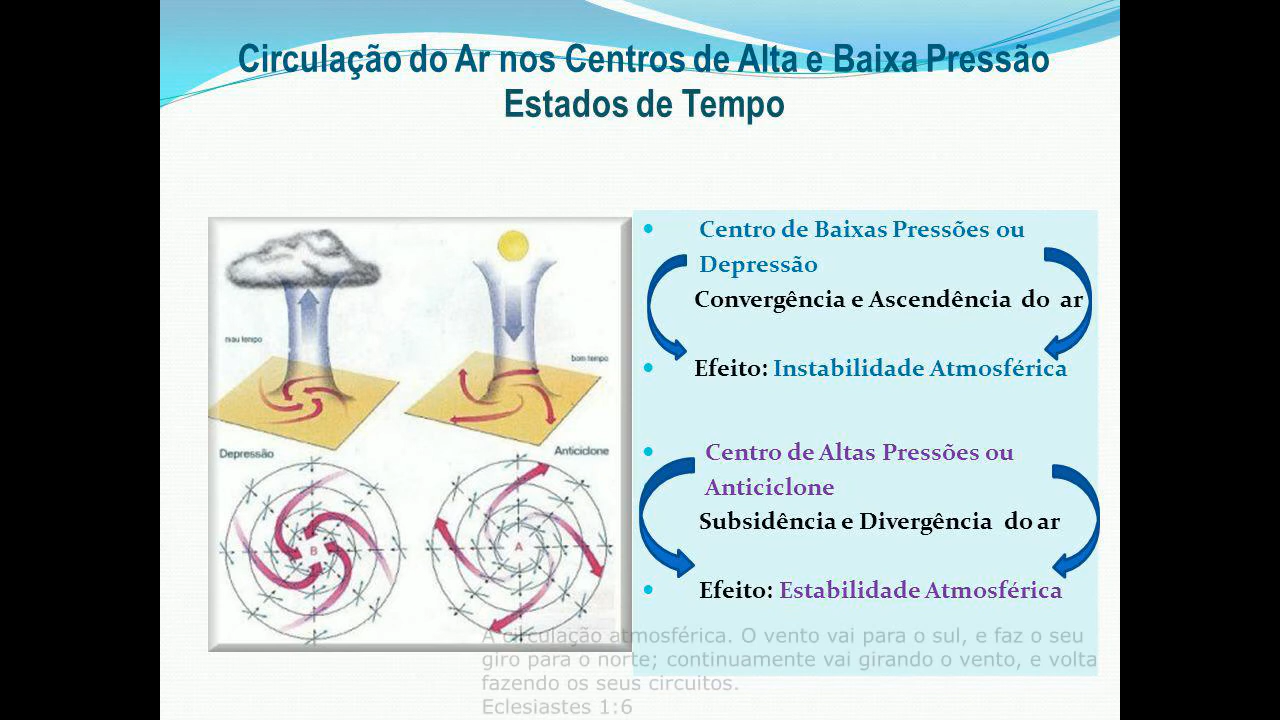 Circulação do Ar nos Centros de Alta e Baixa Pressão
Estados de Tempo
mau tempo
bom tempo
Depressão
Anticiclone
B
A
Centro de Baixas Pressões ou
Depressão
Convergência e Ascendência do ar
Efeito: Instabilidade Atmosférica
Centro de Altas Pressões ou
Anticiclone
Subsidência e Divergência do ar
Efeito: Estabilidade Atmosférica
A circulação atmosférica. O vento vai para o sul, e faz o seu
giro para o norte; continuamente vai girando o vento, e volta
fazendo os seus circuitos.
Eclesiastes 1:6